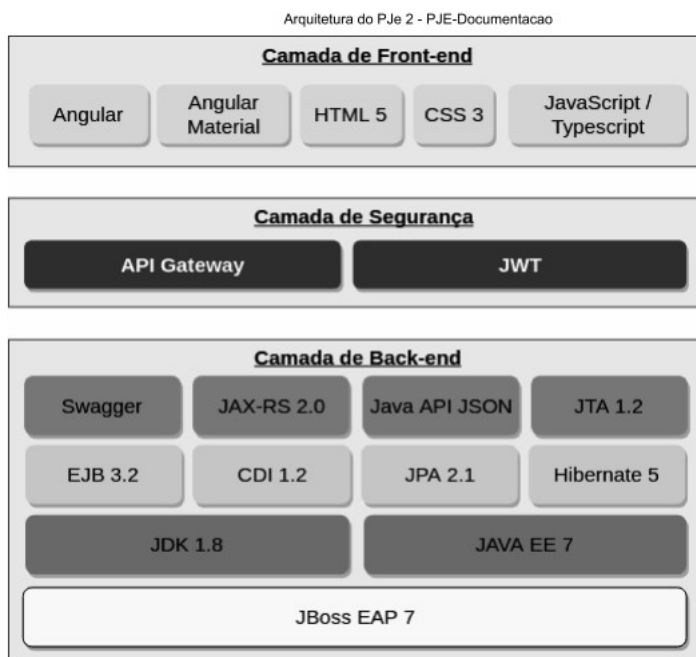 Arquitetura do PJe 2 - PJE-Documentacao
Camada de Front-end
Angular
Angular
Material
HTML 5
CSS 3
JavaScript /
Typescript
Camada de Segurança
API Gateway
JWT
Camada de Back-end
Swagger
JAX-RS 2.0
Java API JSON
JTA 1.2
EJB 3.2
CDI 1.2
JPA 2.1
Hibernate 5
JDK 1.8
JAVA EE 7
JBoss EAP 7